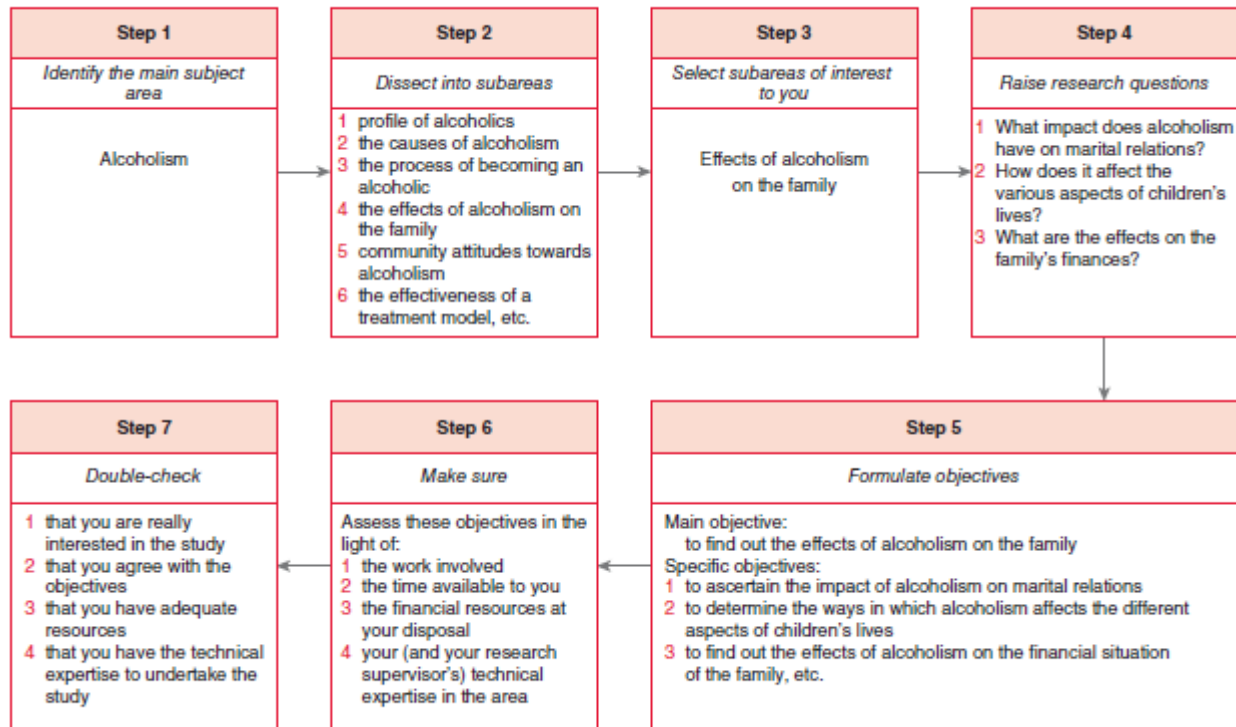 Step 1
Identify the main subject
area
Alcoholism
Step 2
Dissect into subareas
1 profile of alcoholics
2 the causes of alcoholism
3 the process of becoming an
alcoholic
4 the effects of alcoholism on
the family
5 community attitudes towards
alcoholism
6 the effectiveness of a
treatment model, etc.
Step 3
Select subareas of interest
to you
Effects of alcoholism
on the family
Step 4
Raise research questions
1 What impact does alcoholism
have on marital relations?
2 How does it affect the
various aspects of children's
lives?
3 What are the effects on the
family's finances?
Step 5
Formulate objectives
Main objective:
to find out the effects of alcoholism on the family
Specific objectives:
1 to ascertain the impact of alcoholism on marital relations
2 to determine the ways in which alcoholism affects the different
aspects of children's lives
3 to find out the effects of alcoholism on the financial situation
of the family, etc.
Step 6
Make sure
Assess these objectives in the
light of:
1 the work involved
2 the time available to you
3 the financial resources at
your disposal
4 your (and your research
supervisor's) technical
expertise in the area
Step 7
Double-check
1 that you are really
interested in the study
2 that you agree with the
objectives
3 that you have adequate
resources
4 that you have the technical
expertise to undertake the
study